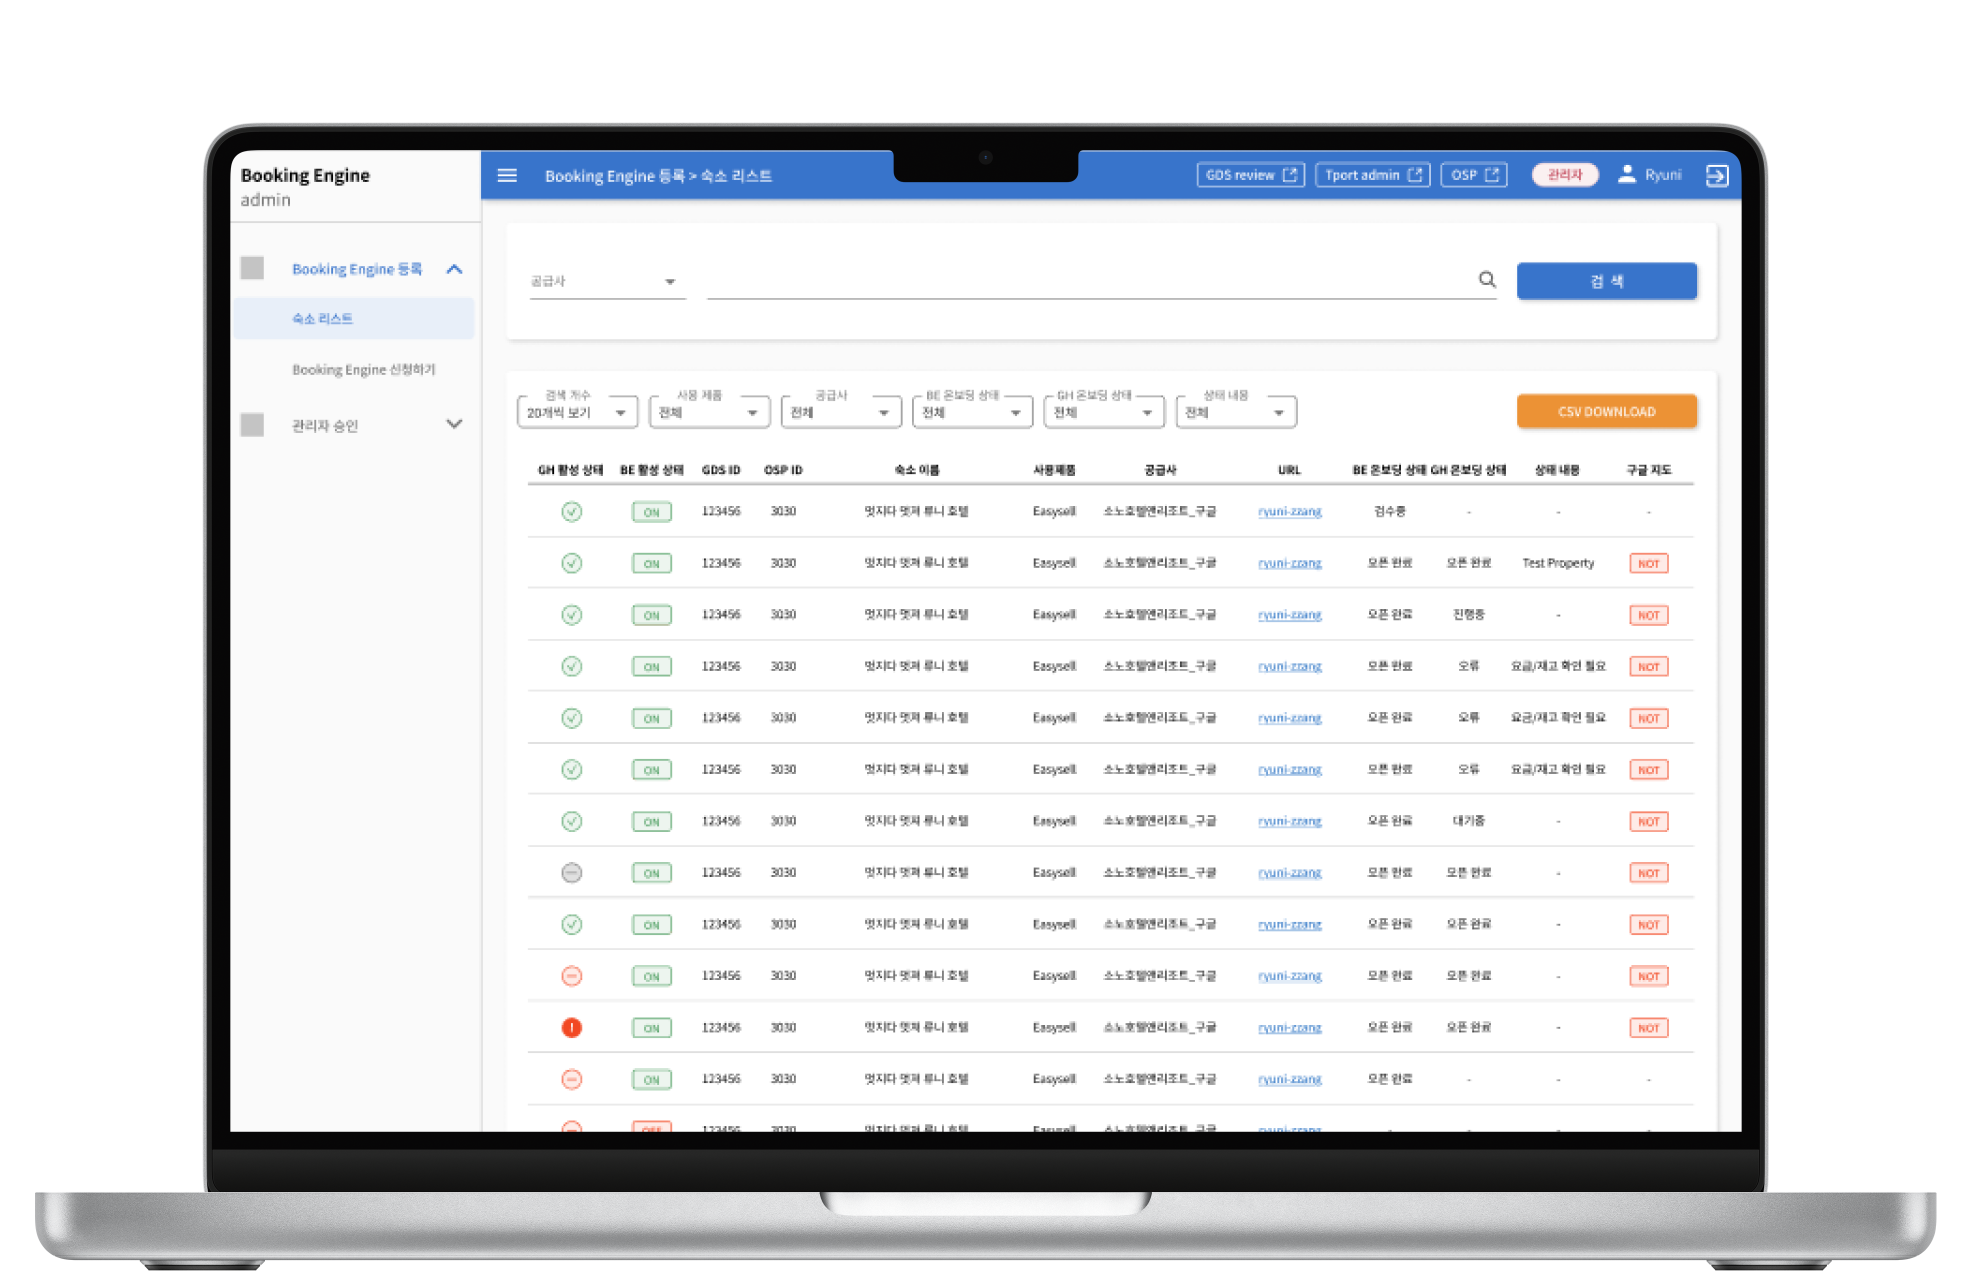 Booking Engine
admin
Booking Engine 등록 > 숙소 리스트
GDS review
Tport admin
OSP
관리자
Ryuni
Booking Engine 등록
숙소 리스트
Booking Engine 신청하기
관리자 승인
공급사
검 색
검색 개수
20개씩 보기
사용 제품
전체
공급사
전체
BE 온보딩 상태
전체
GH 온보딩 상태
전체
상태 내용
전체
CSV DOWNLOAD
GH 활성 상태 BE 활성 상태 GDS ID OSP ID 숙소 이름 사용제품 공급사 URL BE 온보딩 상태 GH 온보딩 상태 상태 내용 구글 지도
ON 123456 3030 멋지다 멋져 류니 호텔 Easysell 소노호텔앤리조트_구글 ryuni-zzang 검수중 - - -
ON 123456 3030 멋지다 멋져 류니 호텔 Easysell 소노호텔앤리조트_구글 ryuni-zzang 오픈 완료 오픈 완료 Test Property NOT
ON 123456 3030 멋지다 멋져 류니 호텔 Easysell 소노호텔앤리조트_구글 ryuni-zzang 오픈 완료 진행중 - NOT
ON 123456 3030 멋지다 멋져 류니 호텔 Easysell 소노호텔앤리조트_구글 ryuni-zzang 오픈 완료 오류 요금/재고 확인 필요 NOT
ON 123456 3030 멋지다 멋져 류니 호텔 Easysell 소노호텔앤리조트_구글 ryuni-zzang 오픈 완료 오류 요금/재고 확인 필요 NOT
ON 123456 3030 멋지다 멋져 류니 호텔 Easysell 소노호텔앤리조트_구글 ryuni-zzang 오픈 완료 오류 요금/재고 확인 필요 NOT
ON 123456 3030 멋지다 멋져 류니 호텔 Easysell 소노호텔앤리조트_구글 ryuni-zzang 오픈 완료 대기중 - NOT
ON 123456 3030 멋지다 멋져 류니 호텔 Easysell 소노호텔앤리조트_구글 ryuni-zzang 오픈 완료 오픈 완료 - NOT
ON 123456 3030 멋지다 멋져 류니 호텔 Easysell 소노호텔앤리조트_구글 ryuni-zzang 오픈 완료 오픈 완료 - NOT
ON 123456 3030 멋지다 멋져 류니 호텔 Easysell 소노호텔앤리조트_구글 ryuni-zzang 오픈 완료 오픈 완료 - NOT
ON 123456 3030 멋지다 멋져 류니 호텔 Easysell 소노호텔앤리조트_구글 ryuni-zzang 오픈 완료 오픈 완료 - NOT
ON 123456 3030 멋지다 멋져 류니 호텔 Easysell 소노호텔앤리조트_구글 ryuni-zzang 오픈 완료 - - -
OFF 123456 3030 멋지다 멋져 류니 호텔 Easysell 소노호텔앤리조트_구글 ryuni-zzang - - - -